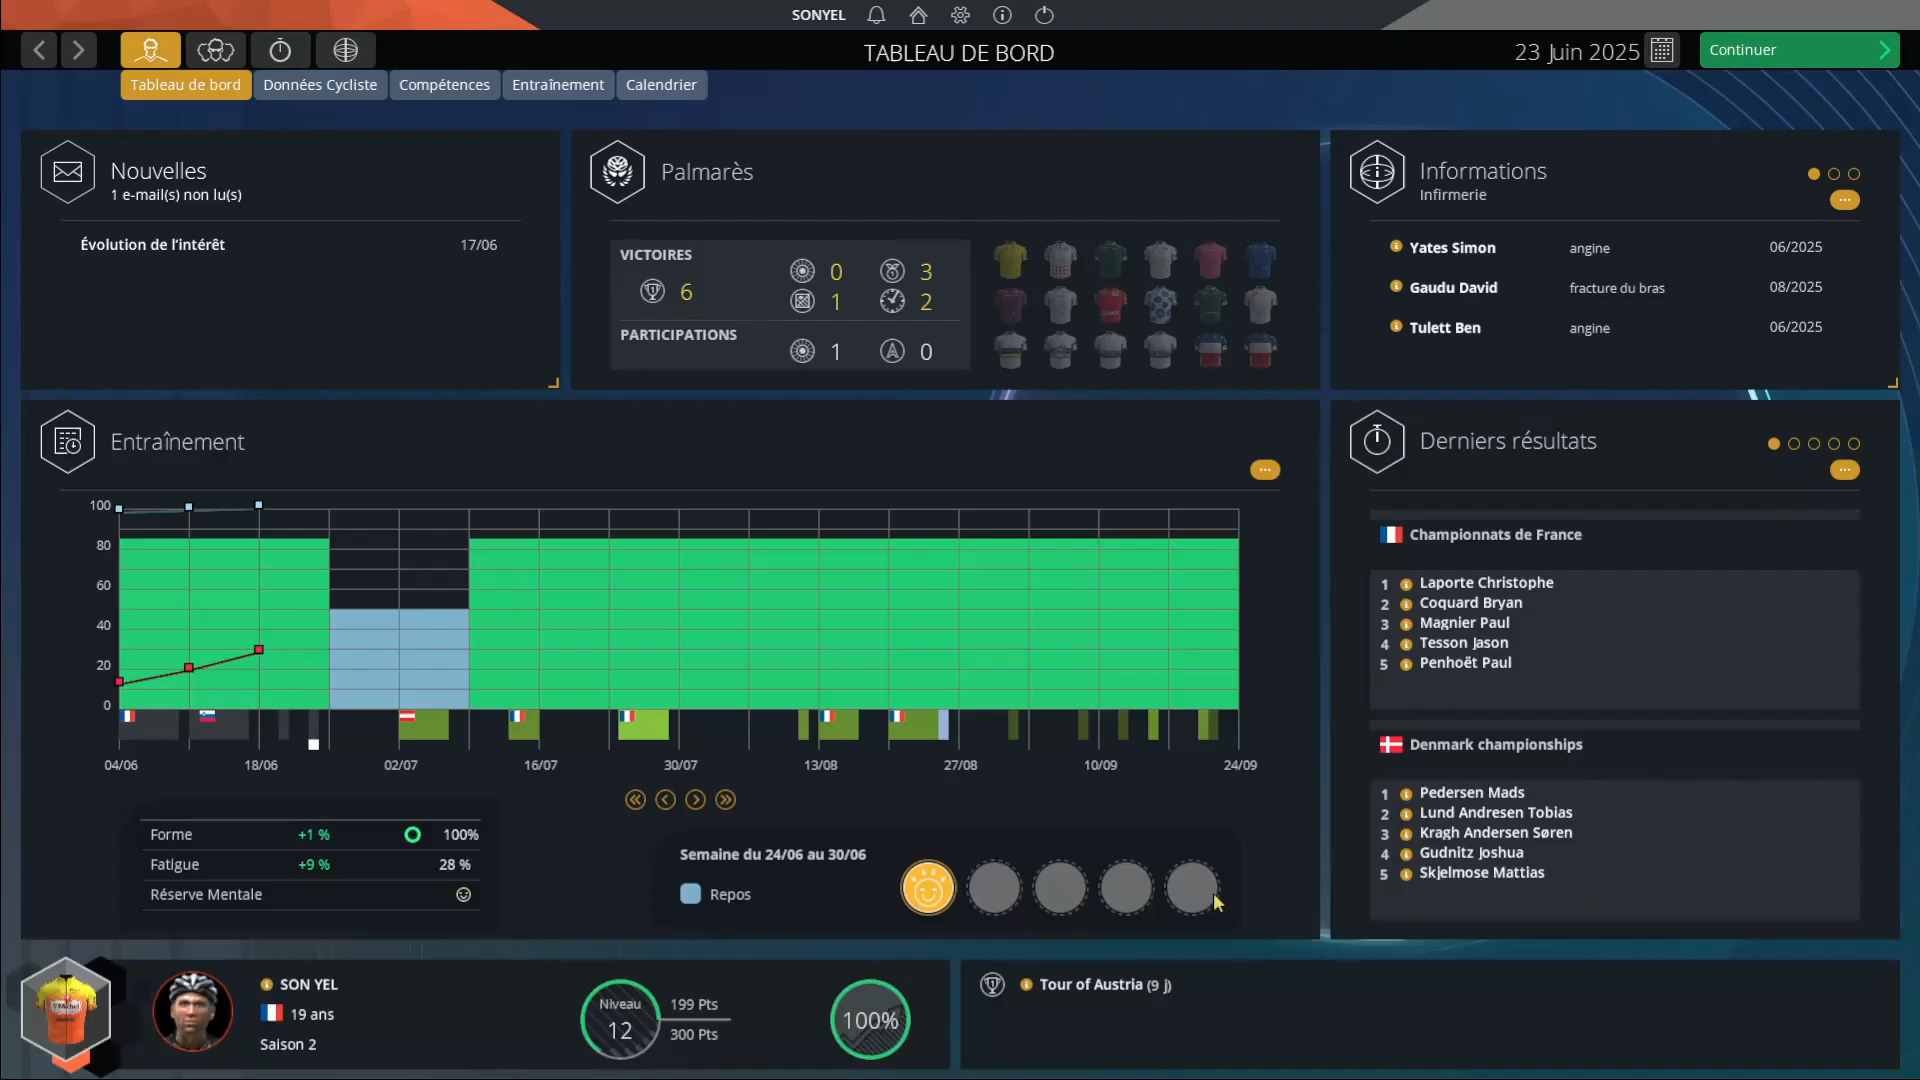 SONYEL
TABLEAU DE BORD
23 Juin 2025
Continuer
Tableau de bord
Données Cycliste
Compétences
Entraînement
Calendrier
Nouvelles
1 e-mail(s) non lu(s)
Évolution de l'intérêt 17/06
Palmarès
VICTOIRES
6
0
3
1
2
PARTICIPATIONS
1
0
Informations
Infirmerie
Yates Simon angine 06/2025
Gaudu David fracture du bras 08/2025
Tulett Ben angine 06/2025
Entraînement
100
80
60
40
20
0
04/06 18/06 02/07 16/07 30/07 13/08 27/08 10/09 24/09
Forme +1 % 100%
Fatigue +9 % 28 %
Réserve Mentale
Semaine du 24/06 au 30/06
Repos
Derniers résultats
Championnats de France
1 Laporte Christophe
2 Coquard Bryan
3 Magnier Paul
4 Tesson Jason
5 Penhoët Paul
Denmark championships
1 Pedersen Mads
2 Lund Andresen Tobias
3 Kragh Andersen Søren
4 Gudnitz Joshua
5 Skjelmose Mattias
SON YEL
19 ans
Saison 2
Niveau
12
199 Pts
300 Pts
100%
Tour of Austria (9 j)